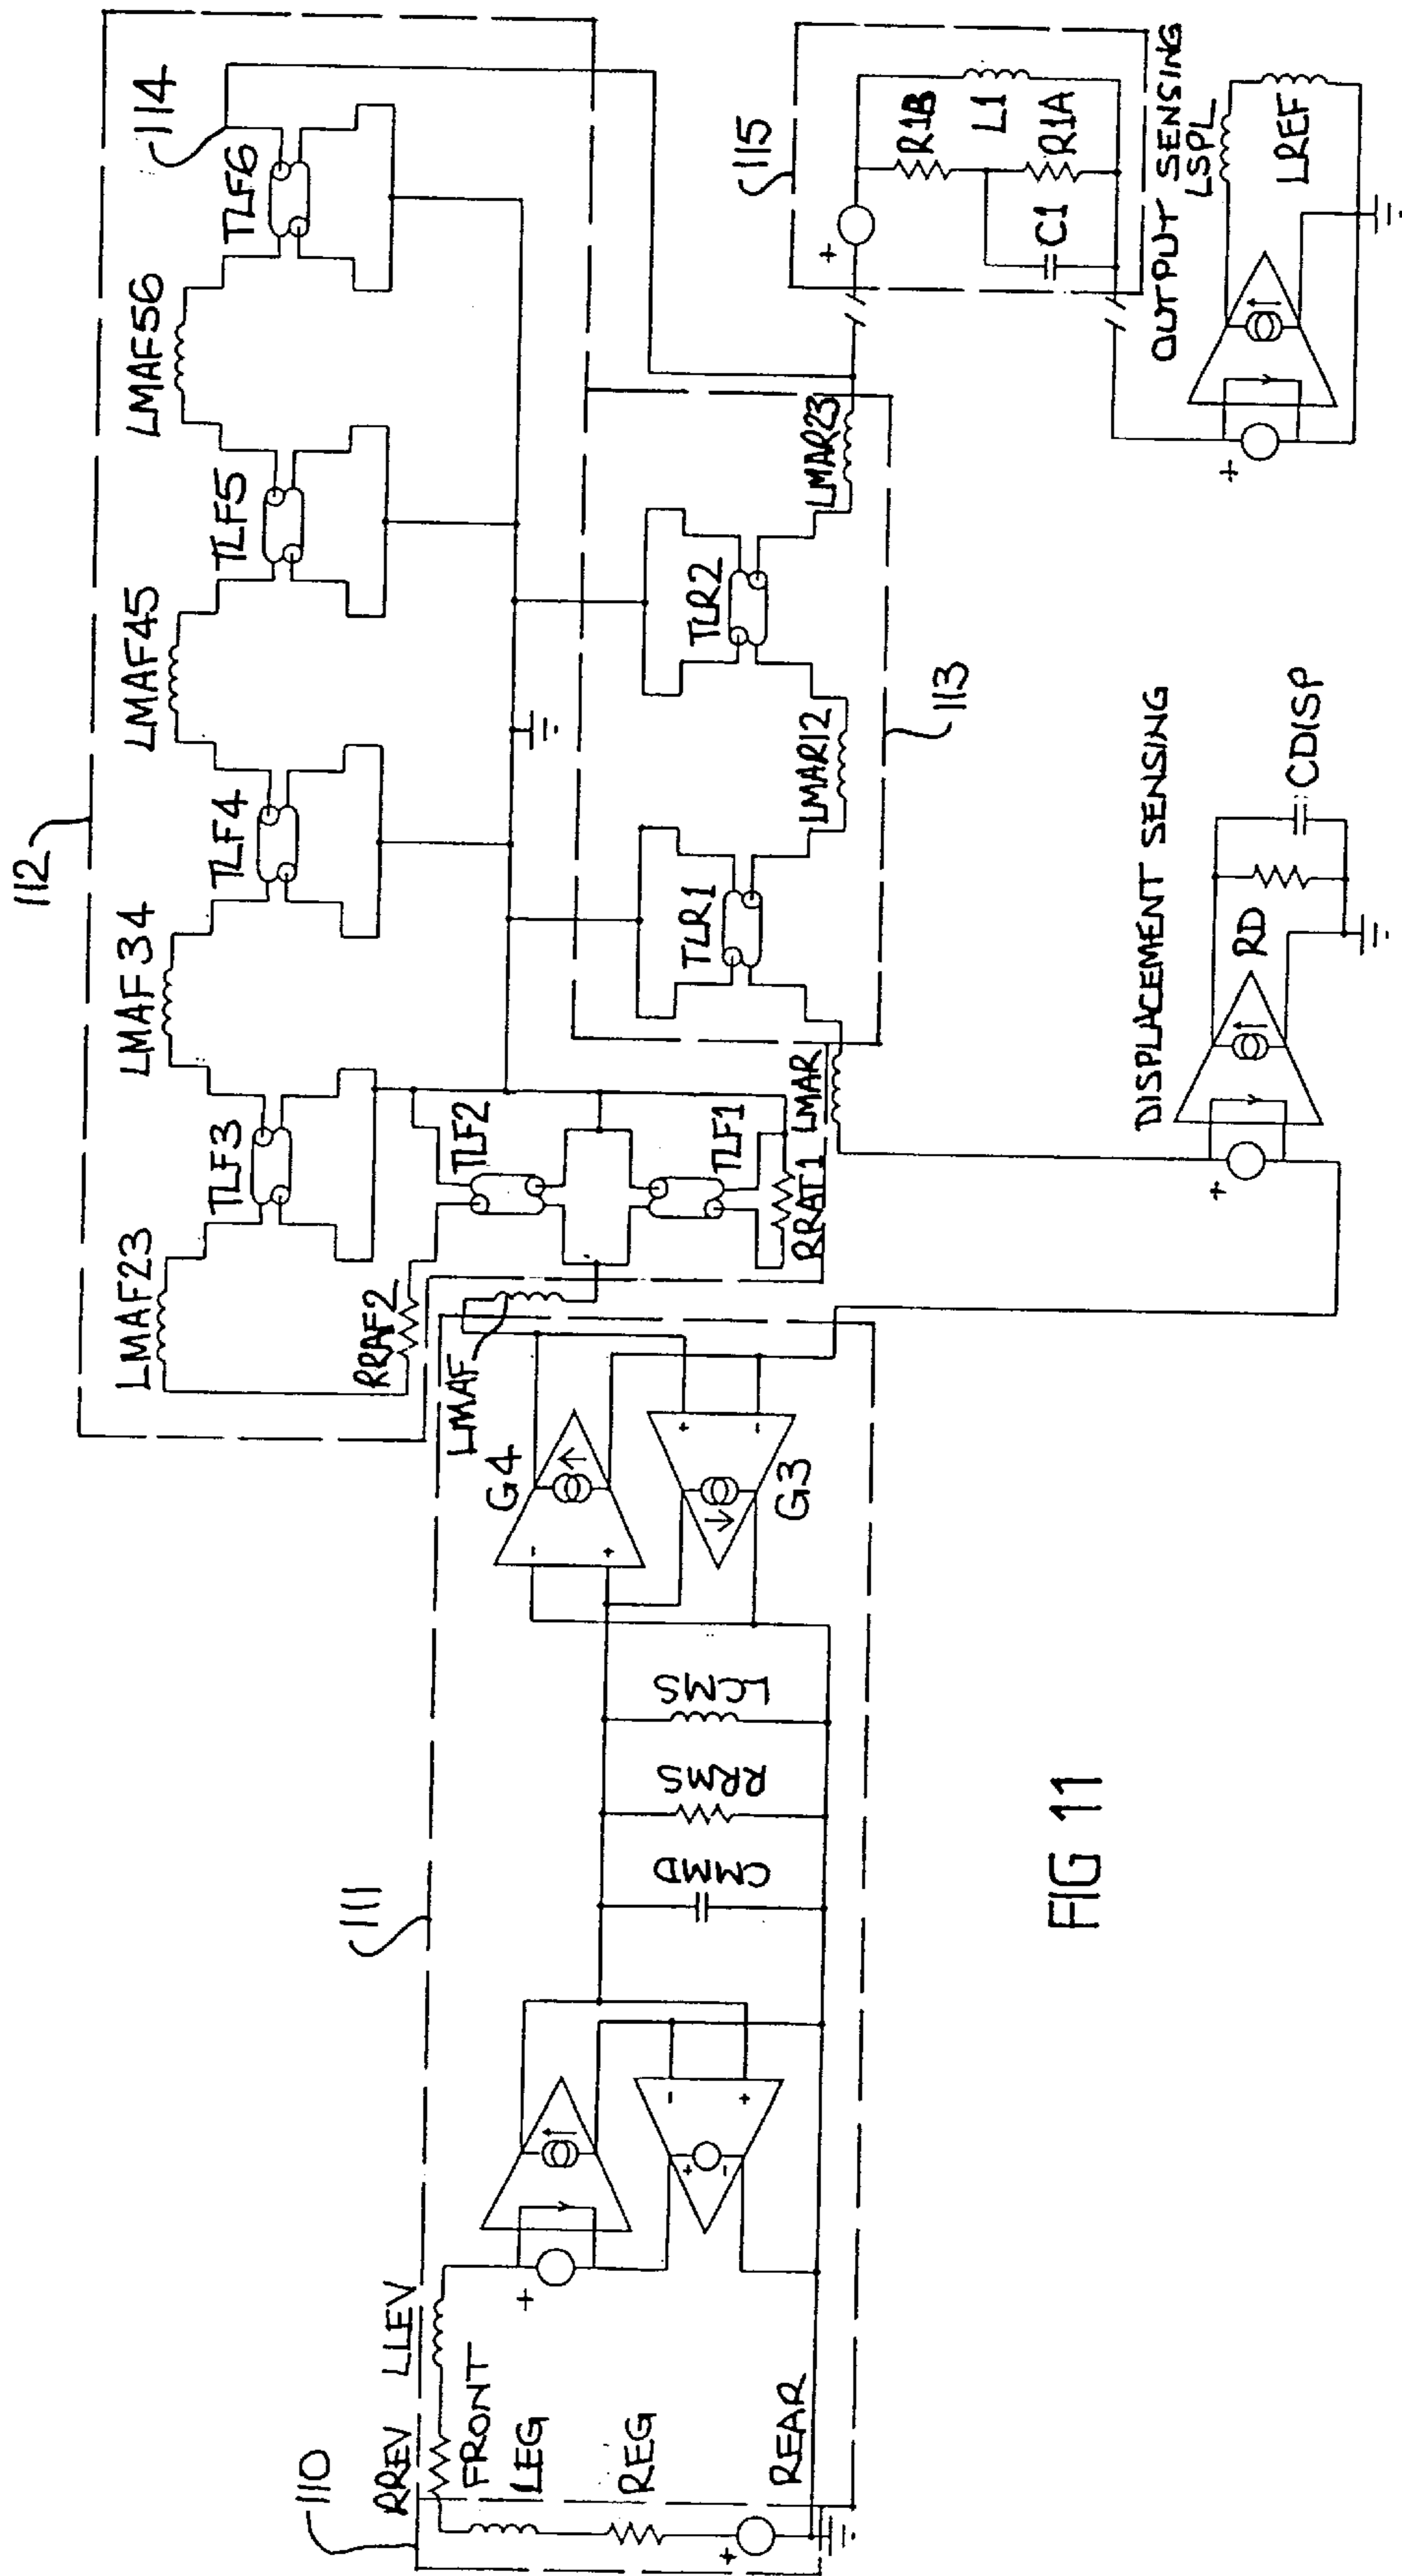 112
114
LMAF23
LMAF34
LMAF45
LMAF56
TLF3
TLF4
TLF5
TLF6
RRAF2
TLF2
TLF1
RRAT1
LMAF
LMAR
TLR1
LMAR12
TLR2
LMAR23
113
115
+
R1B
L1
R1A
C1
OUTPUT SENSING
LSPL
LREF
+
DISPLACEMENT SENSING
RD
CDISP
+
111
G4
- +
G3
+ -
LCMS
RRMS
CMMD
- +
+ -
110
RREV LLEV
FRONT
LEG
REG
REAR
+
+
FIG 11